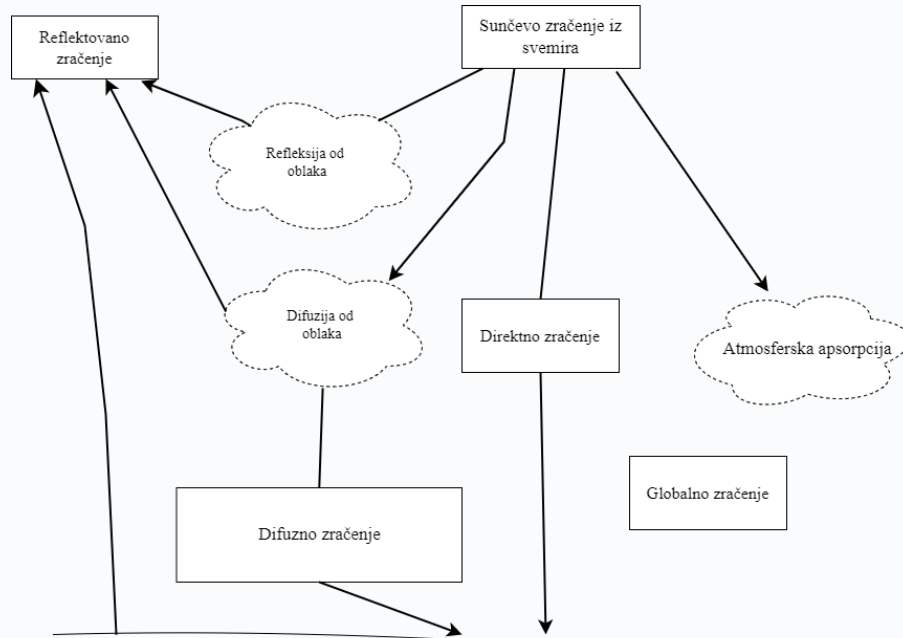 Reflektovano
zračenje
Sunčevo zračenje iz
svemira
Refleksija od
oblaka
Difuzija od
oblaka
Direktno zračenje
Atmosferska apsorpcija
Globalno zračenje
Difuzno zračenje